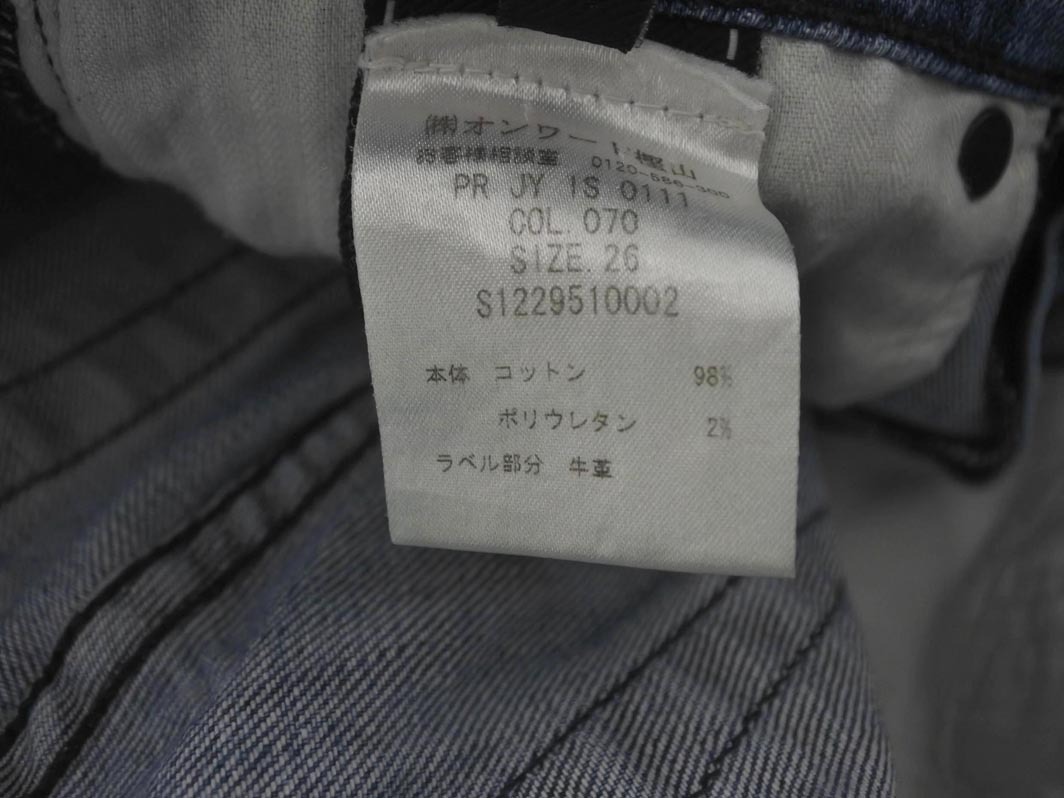 (株)オンワード樫山
お客様相談室 0120-586-300
PR JY IS 0111
COL.070
SIZE.26
S1229510002
本体 コットン 98%
ポリウレタン 2%
ラベル部分 牛革